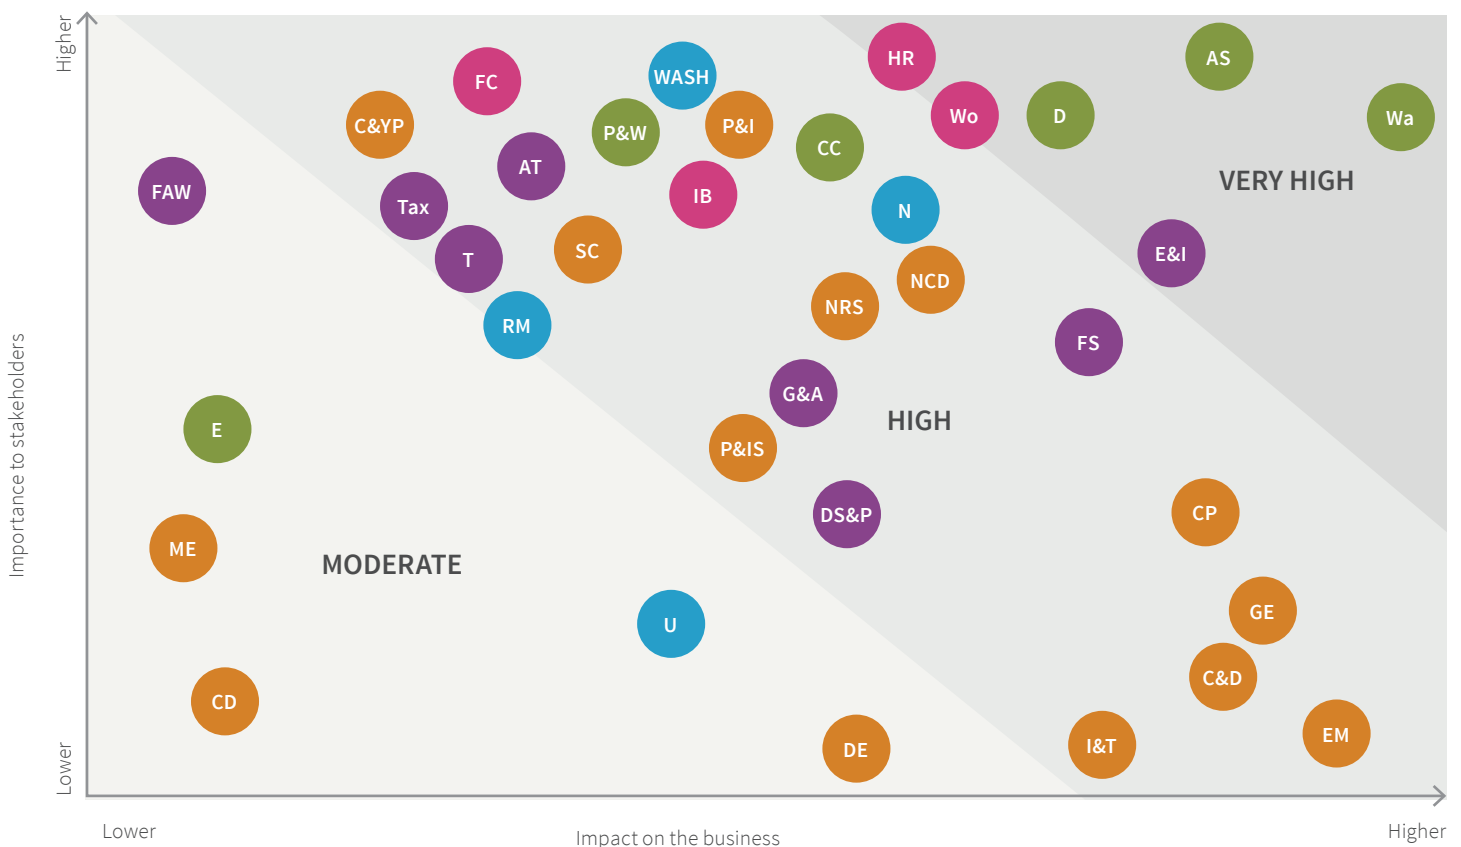 Higher
HR
AS
FC
WASH
C&YP
P&W
P&I
CC
Wo
D
Wa
AT
VERY HIGH
FAW
Tax
IB
N
T
SC
E&I
NCD
NRS
RM
FS
G&A
HIGH
E
P&IS
Importance to stakeholders
DS&P
CP
ME
MODERATE
U
GE
CD
C&D
DE
I&T
EM
Lower
Lower
Impact on the business
Higher